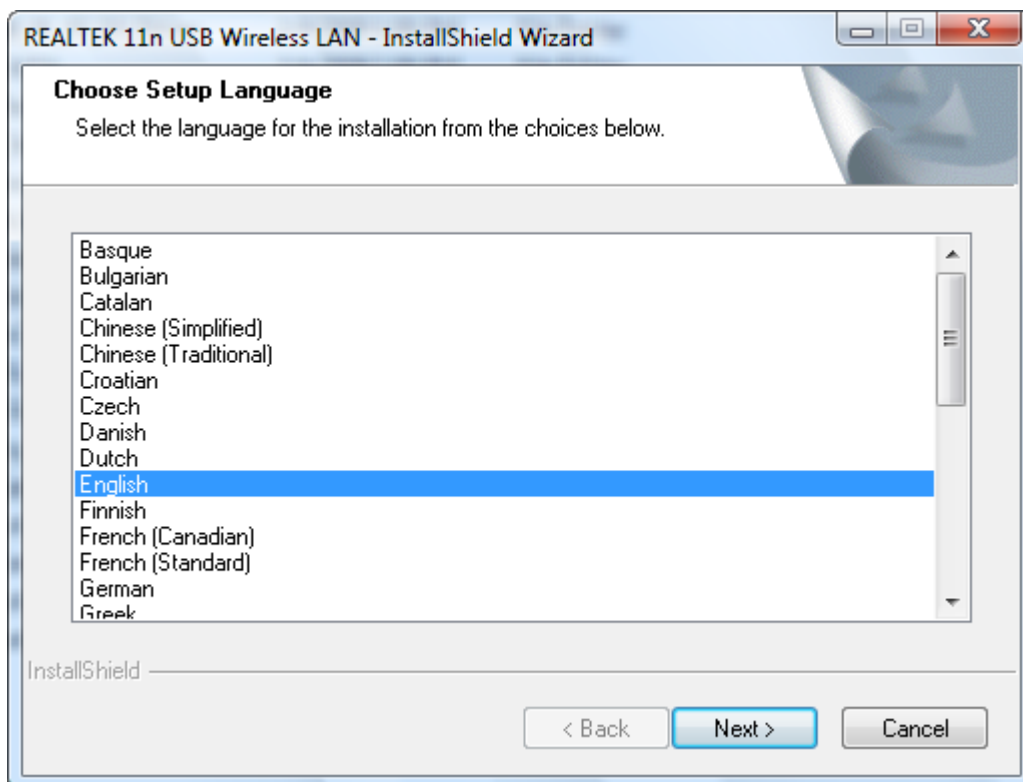 REALTEK 11n USB Wireless LAN - InstallShield Wizard
Choose Setup Language
Select the language for the installation from the choices below.
Basque
Bulgarian
Catalan
Chinese (Simplified)
Chinese (Traditional)
Croatian
Czech
Danish
Dutch
English
Finnish
French (Canadian)
French (Standard)
German
Greek
InstallShield
< Back
Next >
Cancel